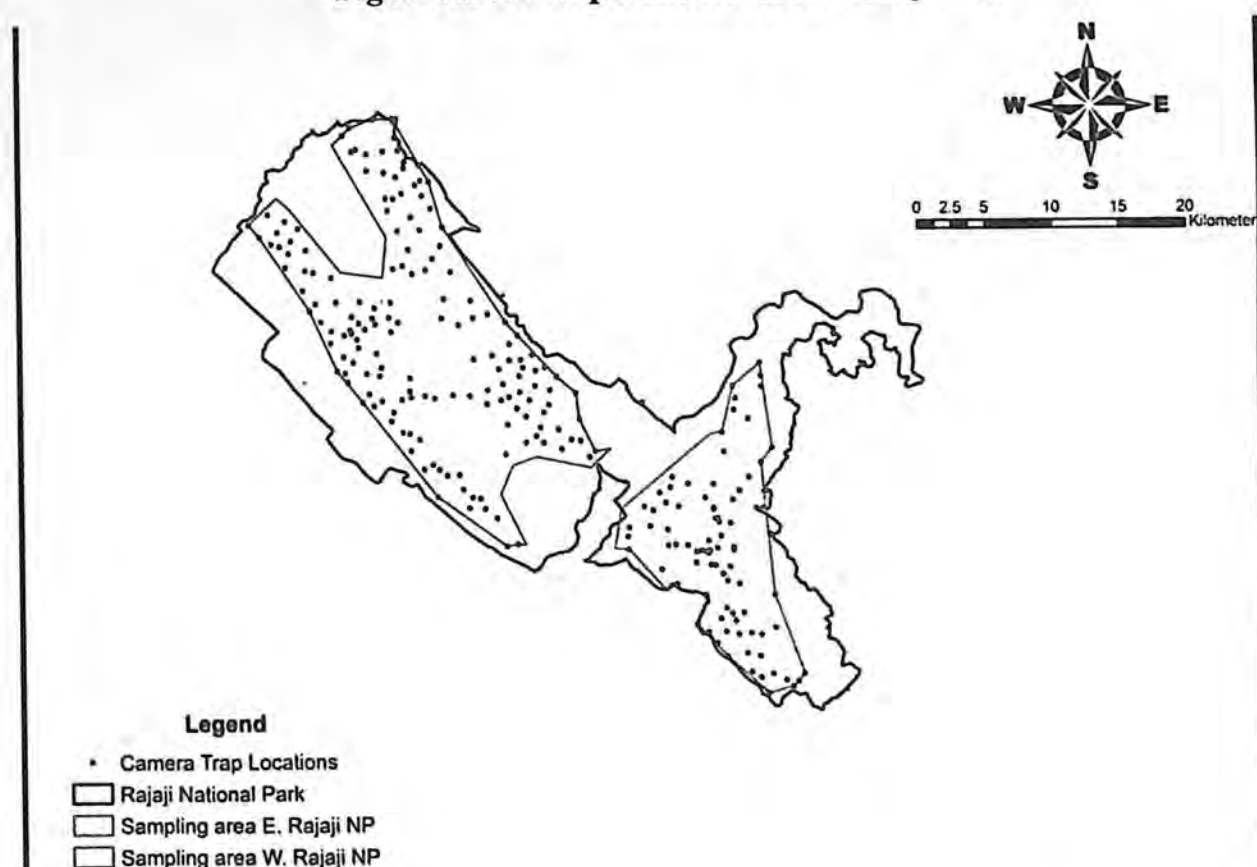 N
W E
S
0 2.5 5 10 15 20
Kilometer
Legend
Camera Trap Locations
Rajaji National Park
Sampling area E. Rajaji NP
Sampling area W. Rajaji NP